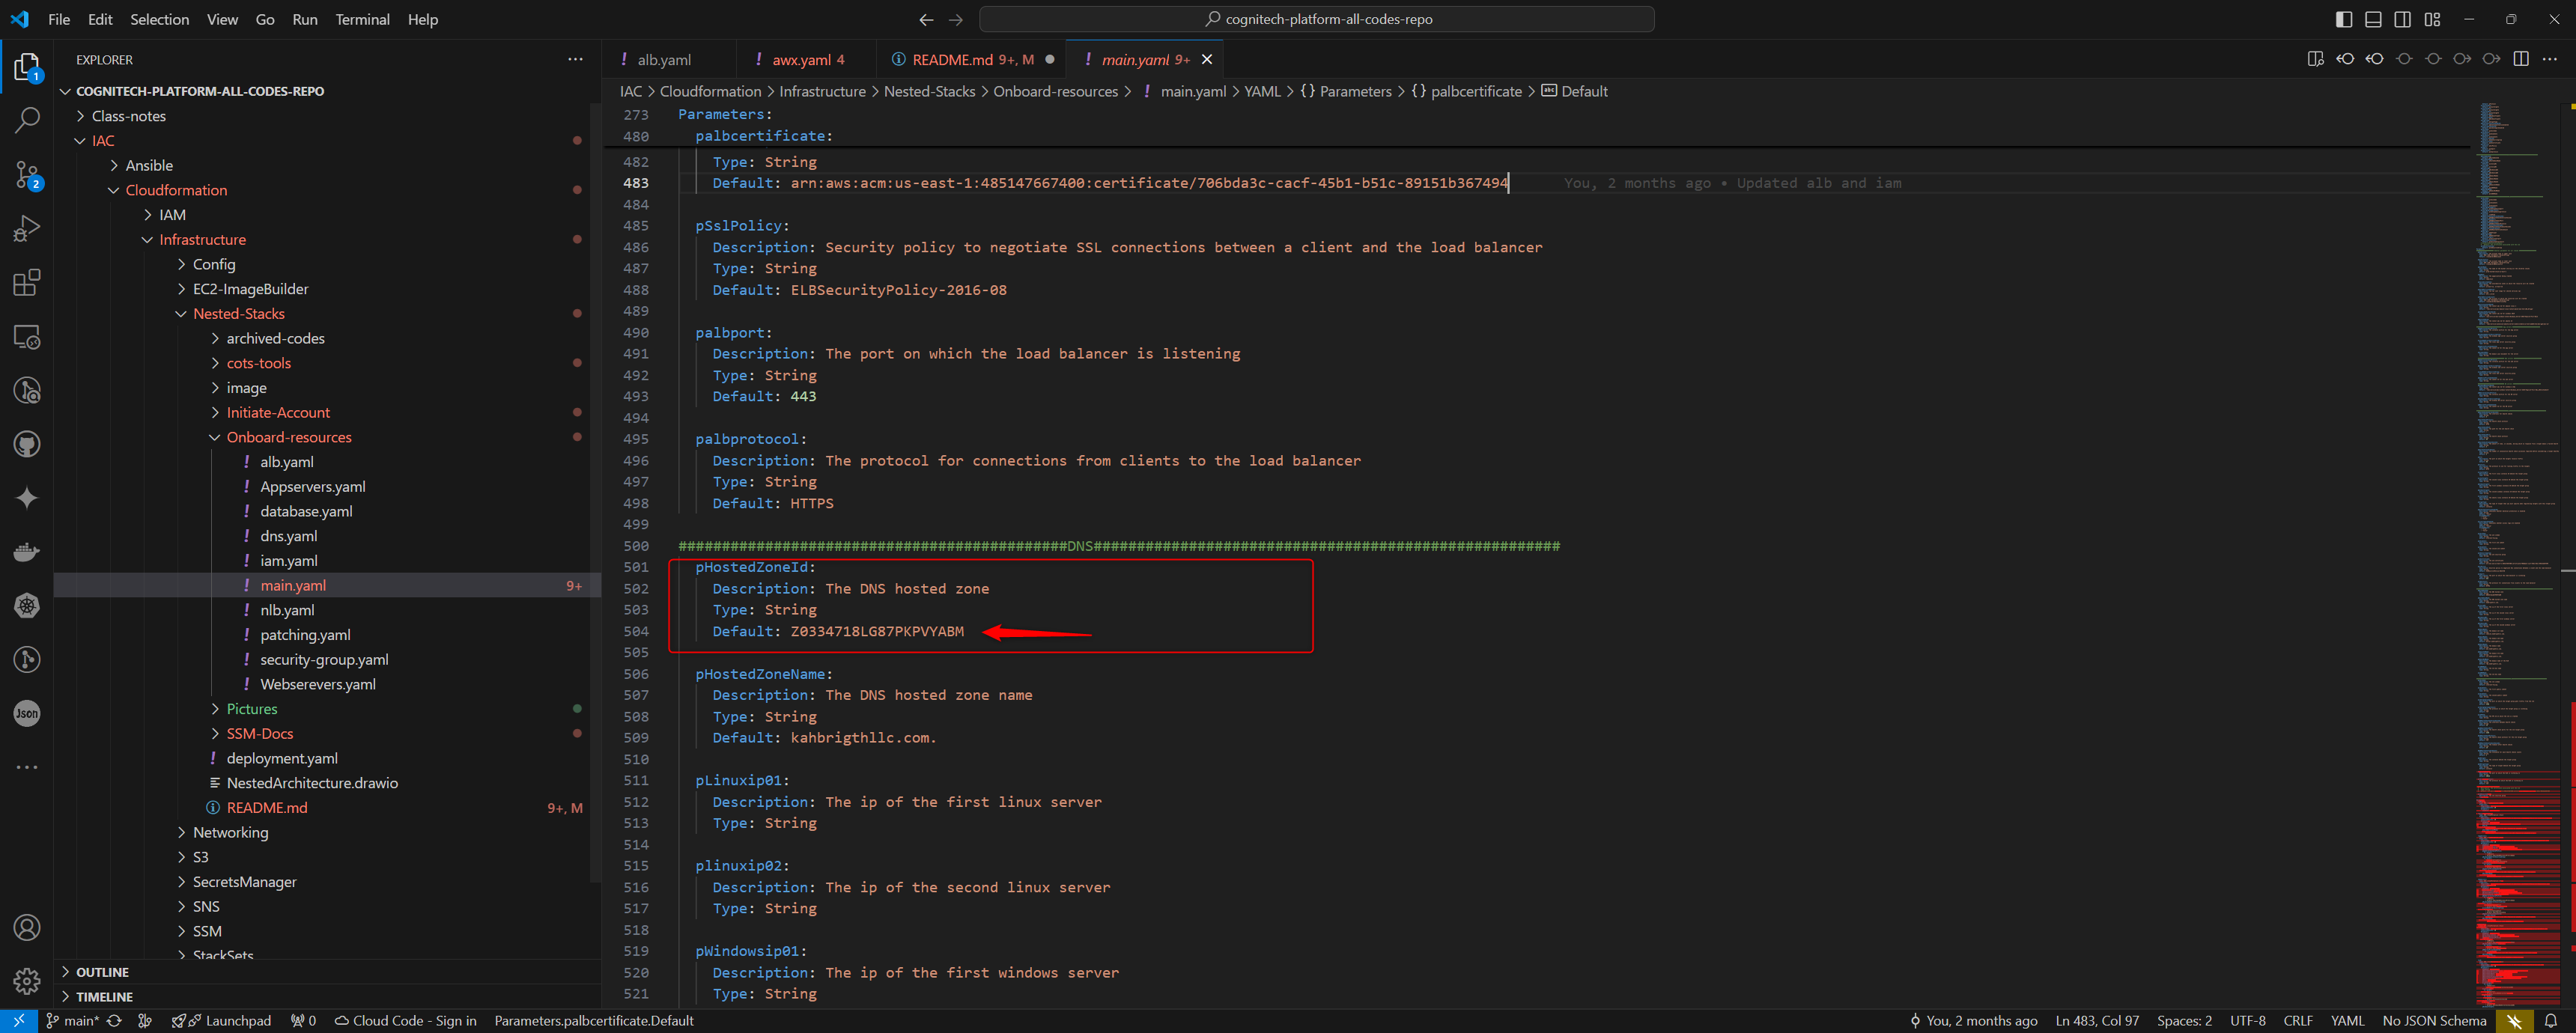 File Edit Selection View Go Run Terminal Help
cognitech-platform-all-codes-repo
EXPLORER
COGNITECH-PLATFORM-ALL-CODES-REPO
Class-notes
IAC
Ansible
Cloudformation
IAM
Infrastructure
Config
EC2-ImageBuilder
Nested-Stacks
archived-codes
cots-tools
image
Initiate-Account
Onboard-resources
! alb.yaml
! Appservers.yaml
! database.yaml
! dns.yaml
! iam.yaml
! main.yaml 9+
! nlb.yaml
! patching.yaml
! security-group.yaml
! Webserevers.yaml
Pictures
SSM-Docs
! deployment.yaml
NestedArchitecture.drawio
README.md 9+, M
Networking
S3
SecretsManager
SNS
SSM
StackSets
OUTLINE
TIMELINE
1
2
Json
! alb.yaml ! awx.yaml 4 README.md 9+, M ! main.yaml 9+
IAC > Cloudformation > Infrastructure > Nested-Stacks > Onboard-resources > ! main.yaml > YAML > {} Parameters > {} palbcertificate > abc Default
273 Parameters:
480 palbcertificate:
482 Type: String
483 Default: arn:aws:acm:us-east-1:485147667400:certificate/706bda3c-cacf-45b1-b51c-89151b367494 You, 2 months ago • Updated alb and iam
484
485 pSslPolicy:
486 Description: Security policy to negotiate SSL connections between a client and the load balancer
487 Type: String
488 Default: ELBSecurityPolicy-2016-08
489
490 palbport:
491 Description: The port on which the load balancer is listening
492 Type: String
493 Default: 443
494
495 palbprotocol:
496 Description: The protocol for connections from clients to the load balancer
497 Type: String
498 Default: HTTPS
499
500 #############################################DNS######################################################
501 pHostedZoneId:
502 Description: The DNS hosted zone
503 Type: String
504 Default: Z0334718LG87PKPVYABM
505
506 pHostedZoneName:
507 Description: The DNS hosted zone name
508 Type: String
509 Default: kahbrigthllc.com.
510
511 pLinuxip01:
512 Description: The ip of the first linux server
513 Type: String
514
515 plinuxip02:
516 Description: The ip of the second linux server
517 Type: String
518
519 pWindowsip01:
520 Description: The ip of the first windows server
521 Type: String
main* Launchpad 0 Cloud Code - Sign in Parameters.palbcertificate.Default You, 2 months ago Ln 483, Col 97 Spaces: 2 UTF-8 CRLF YAML No JSON Schema